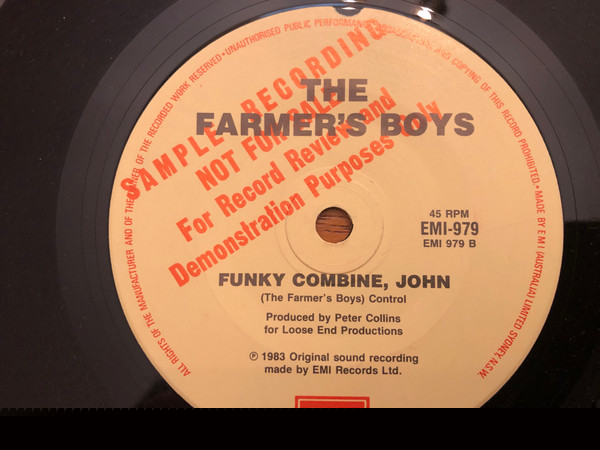 ALL RIGHTS OF THE MANUFACTURER AND OF THE OWNER OF THE RECORDED WORK RESERVED • UNAUTHORISED PUBLIC PERFORMANCE COPYING OF THIS RECORD PROHIBITED. • MADE BY E M I (AUSTRALIA) LIMITED SYDNEY, N.S.W.
SAMPLE RECORDING
NOT FOR SALE
For Record Review and
Demonstration Purposes Only
THE
FARMER'S BOYS
45 RPM
EMI-979
EMI 979 B
FUNKY COMBINE, JOHN
(The Farmer's Boys) Control
Produced by Peter Collins
for Loose End Productions
℗ 1983 Original sound recording
made by EMI Records Ltd.